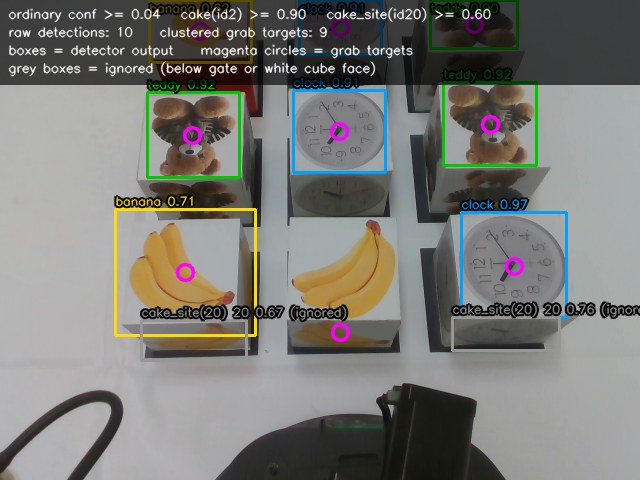 ordinary conf >= 0.04 cake(id2) >= 0.90 cake_site(id20) >= 0.60
raw detections: 10 clustered grab targets: 9
boxes = detector output magenta circles = grab targets
grey boxes = ignored (below gate or white cube face)
teddy 0.92
clock 0.91
teddy 0.92
banana 0.71
clock 0.97
cake_site(20) 20 0.67 (ignored)
cake_site(20) 20 0.76 (ignore